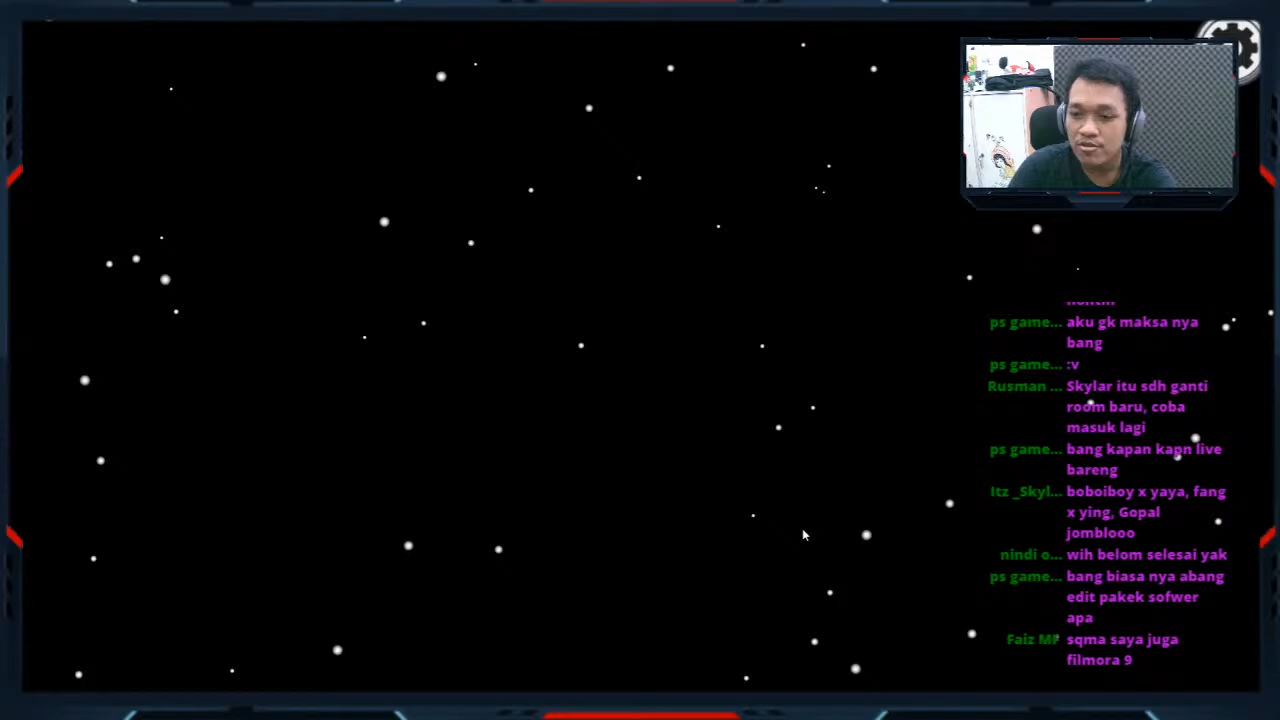 ps game... aku gk maksa nya
bang
ps game... :v
Rusman ... Skylar itu sdh ganti
room baru, coba
masuk lagi
ps game... bang kapan kapn live
bareng
Itz _Skyl... boboiboy x yaya, fang
x ying, Gopal
jomblooo
nindi o... wih belom selesai yak
ps game... bang biasa nya abang
edit pakek sofwer
apa
Faiz MF sqma saya juga
filmora 9